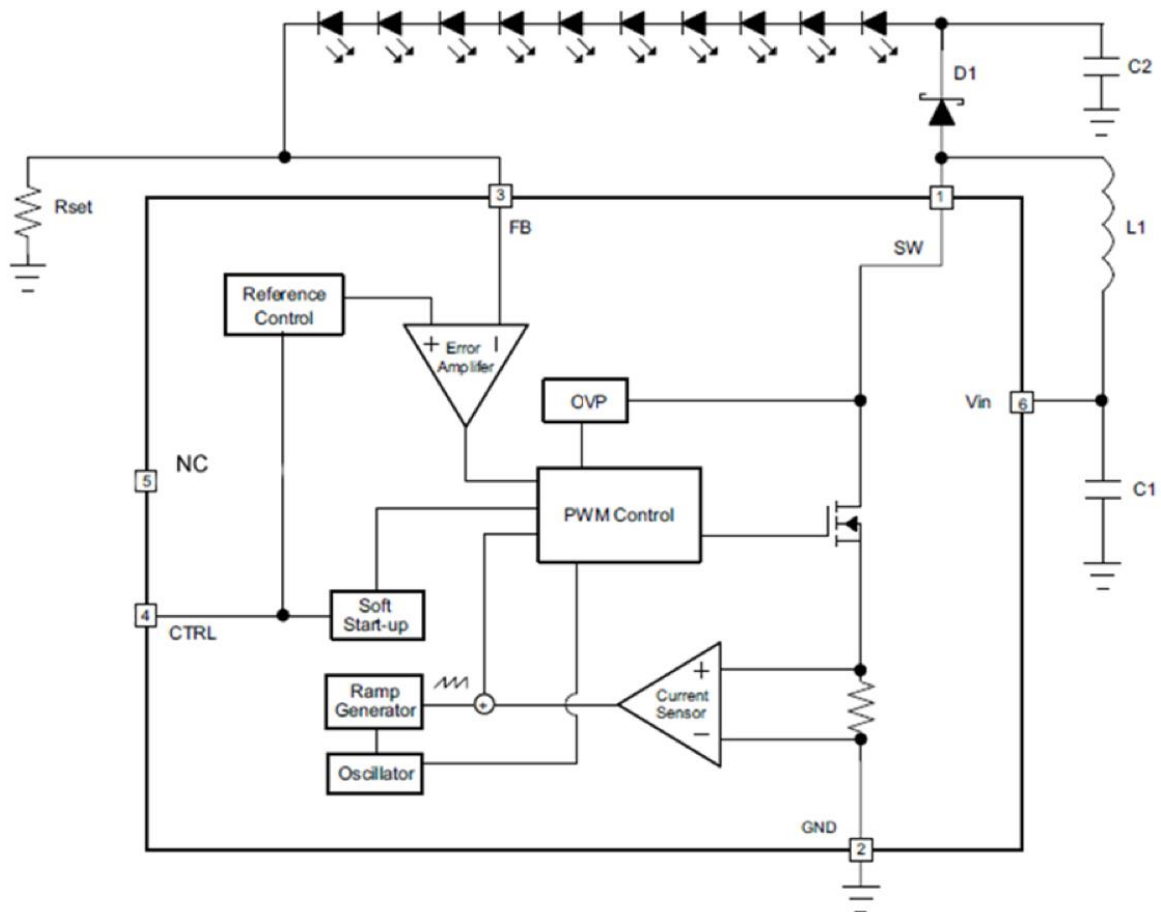 D1
C2
Rset
3
1
FB
SW
L1
Reference
Control
+
Error
Amplifer
OVP
Vin
6
NC
5
PWM Control
C1
4
CTRL
Soft
Start-up
Ramp
Generator
+
+
Current
Sensor
−
Oscillator
GND
2